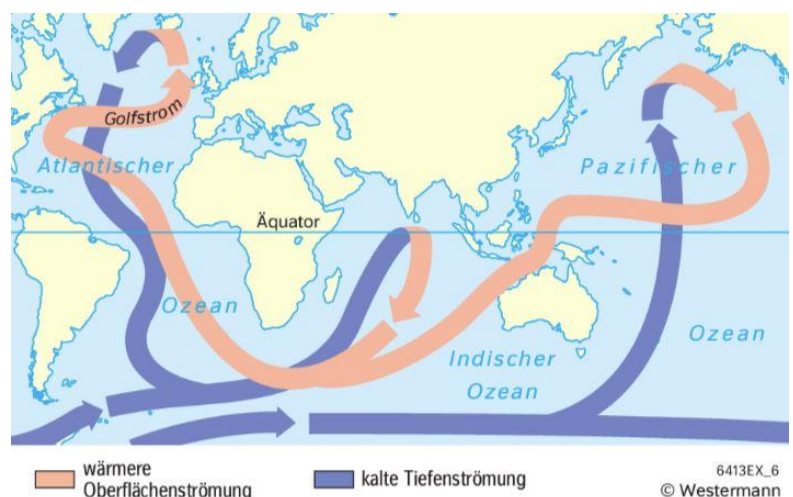 Golfstrom
Atlantischer
Pazifischer
Äquator
Ozean
Indischer
Ozean
Ozean
wärmere
Oberflächenströmung
kalte Tiefenströmung
6413EX_6
© Westermann